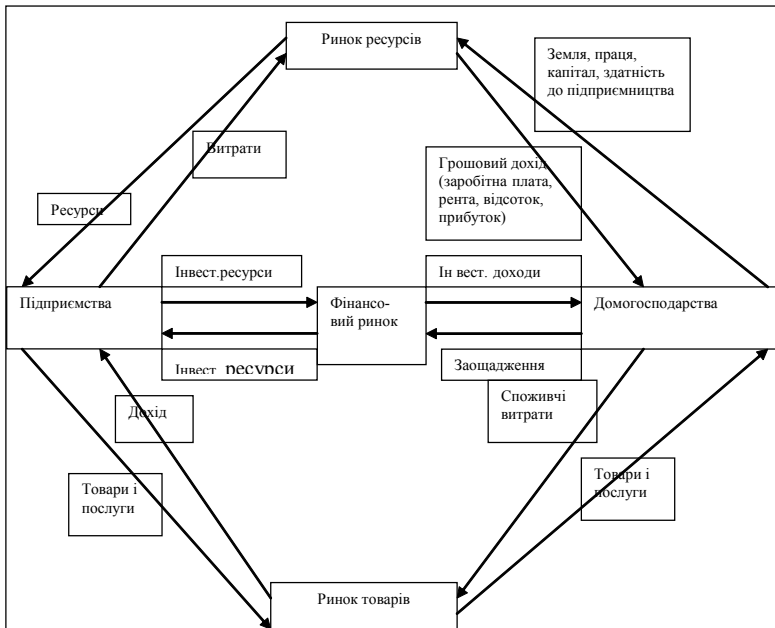 Ринок ресурсів
Земля, праця,
капітал, здатність
до підприємництва
Витрати
Грошовий дохід
(заробітна плата,
рента, відсоток,
прибуток)
Ресурси
Інвест.ресурси
Ін вест. доходи
Підприємства
Фінансо-
вий ринок
Домогосподарства
Інвест. ресурси
Заощадження
Споживчі
витрати
Дохід
Товари і
послуги
Товари і
послуги
Ринок товарів